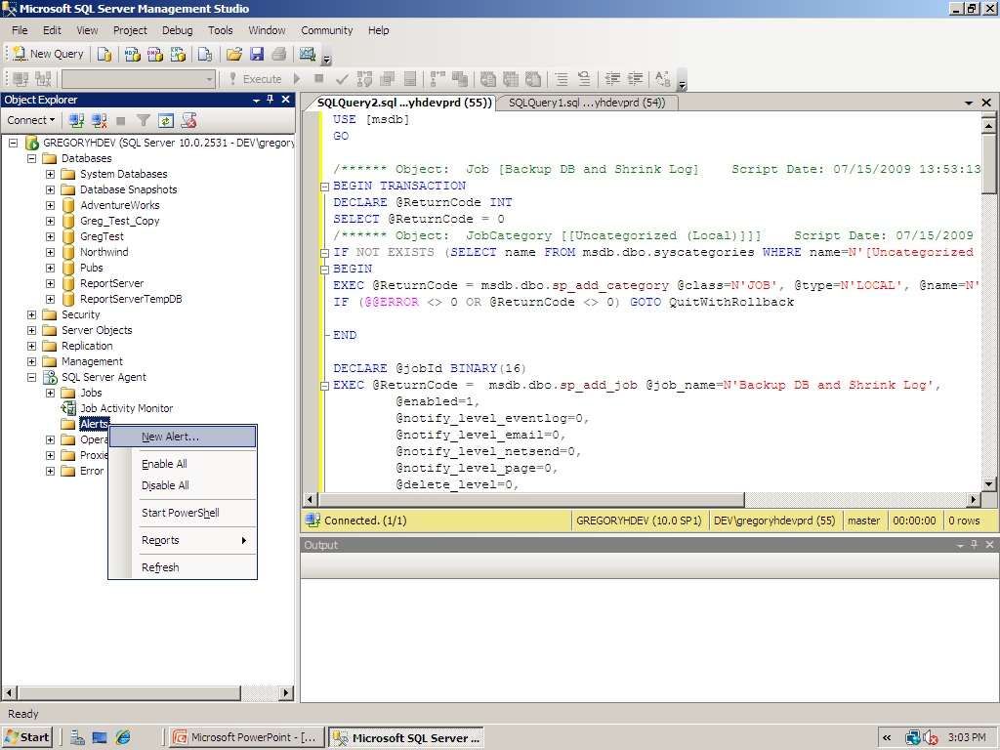 Microsoft SQL Server Management Studio
File Edit View Project Debug Tools Window Community Help
New Query
Execute
Object Explorer
Connect
GREGORYHDEV (SQL Server 10.0.2531 - DEV\gregory
Databases
System Databases
Database Snapshots
AdventureWorks
Greg_Test_Copy
GregTest
Northwind
Pubs
ReportServer
ReportServerTempDB
Security
Server Objects
Replication
Management
SQL Server Agent
Jobs
Job Activity Monitor
Alerts
Opera
Proxie
Error
New Alert...
Enable All
Disable All
Start PowerShell
Reports
Refresh
SQLQuery2.sql ...yhdevprd (55)) SQLQuery1.sql ...yhdevprd (54))
USE [msdb]
GO
/****** Object:  Job [Backup DB and Shrink Log]    Script Date: 07/15/2009 13:53:13
BEGIN TRANSACTION
DECLARE @ReturnCode INT
SELECT @ReturnCode = 0
/****** Object:  JobCategory [[Uncategorized (Local)]]]    Script Date: 07/15/2009
IF NOT EXISTS (SELECT name FROM msdb.dbo.syscategories WHERE name=N'[Uncategorized
BEGIN
EXEC @ReturnCode = msdb.dbo.sp_add_category @class=N'JOB', @type=N'LOCAL', @name=N'
IF (@@ERROR <> 0 OR @ReturnCode <> 0) GOTO QuitWithRollback
END
DECLARE @jobId BINARY(16)
EXEC @ReturnCode =  msdb.dbo.sp_add_job @job_name=N'Backup DB and Shrink Log',
@enabled=1,
@notify_level_eventlog=0,
@notify_level_email=0,
@notify_level_netsend=0,
@notify_level_page=0,
@delete_level=0,
Connected. (1/1) GREGORYHDEV (10.0 SP1) DEV\gregoryhdevprd (55) master 00:00:00 0 rows
Output
Ready
Start Microsoft PowerPoint - [... Microsoft SQL Server ... « 3:03 PM